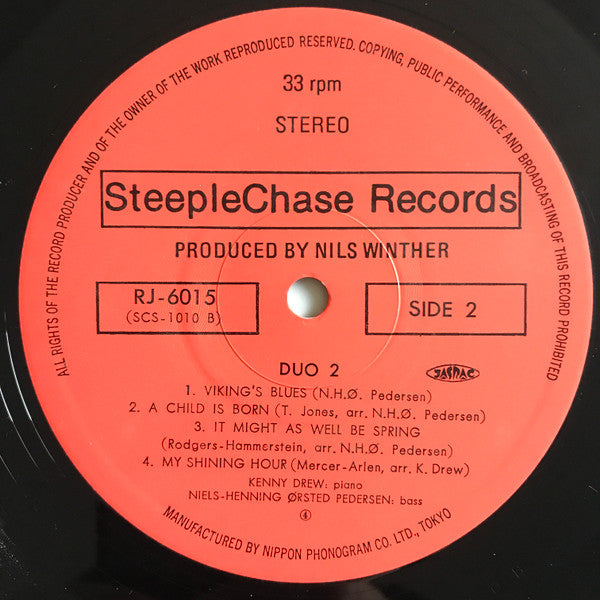 ALL RIGHTS OF THE RECORD PRODUCER AND OF THE OWNER OF THE WORK REPRODUCED RESERVED. COPYING, PUBLIC PERFORMANCE AND BROADCASTING OF THIS RECORD PROHIBITED
33 rpm
STEREO
SteepleChase Records
PRODUCED BY NILS WINTHER
RJ-6015
(SCS-1010 B)
SIDE 2
DUO 2
JASRAC
1. VIKING'S BLUES (N.H.Ø. Pedersen)
2. A CHILD IS BORN (T. Jones, arr. N.H.Ø. Pedersen)
3. IT MIGHT AS WELL BE SPRING
(Rodgers-Hammerstein, arr. N.H.Ø. Pedersen)
4. MY SHINING HOUR (Mercer-Arlen, arr. K. Drew)
KENNY DREW: piano
NIELS-HENNING ØRSTED PEDERSEN: bass
④
MANUFACTURED BY NIPPON PHONOGRAM CO. LTD., TOKYO